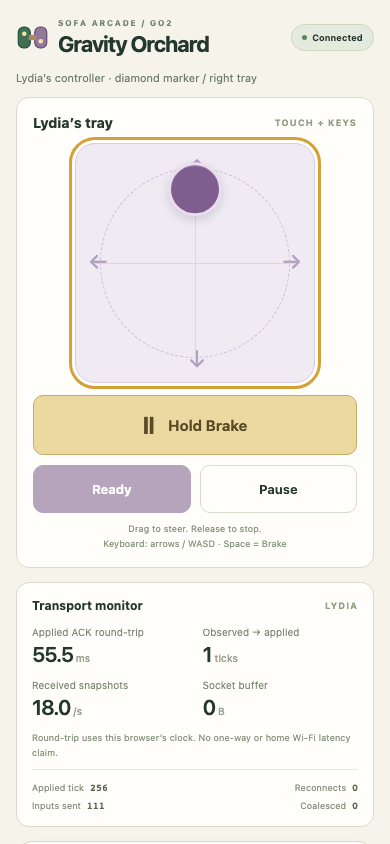 SOFA ARCADE / GO2
Gravity Orchard
Connected
Lydia's controller · diamond marker / right tray
Lydia's tray
TOUCH + KEYS
Hold Brake
Ready
Pause
Drag to steer. Release to stop.
Keyboard: arrows / WASD · Space = Brake
Transport monitor
LYDIA
Applied ACK round-trip
Observed → applied
55.5 ms
1 ticks
Received snapshots
Socket buffer
18.0 /s
0 B
Round-trip uses this browser's clock. No one-way or home Wi-Fi latency
claim.
Applied tick 256
Reconnects 0
Inputs sent 111
Coalesced 0